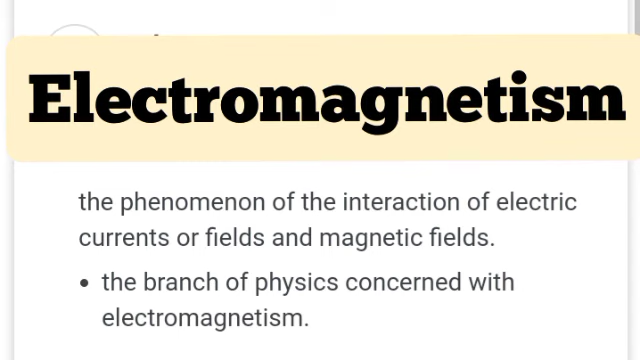 Electromagnetism
the phenomenon of the interaction of electric
currents or fields and magnetic fields.
• the branch of physics concerned with
electromagnetism.